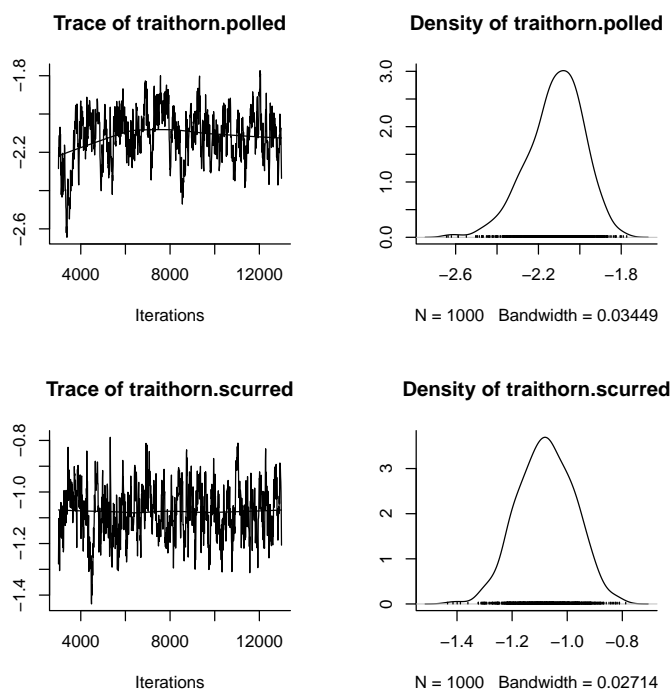 Trace of traithorn.polled
−1.8
−2.2
−2.6
4000 8000 12000
Iterations
Density of traithorn.polled
3.0
2.0
1.0
0.0
−2.6 −2.2 −1.8
N = 1000 Bandwidth = 0.03449
Trace of traithorn.scurred
−0.8
−1.0
−1.2
−1.4
4000 8000 12000
Iterations
Density of traithorn.scurred
3
2
1
0
−1.4 −1.2 −1.0 −0.8
N = 1000 Bandwidth = 0.02714